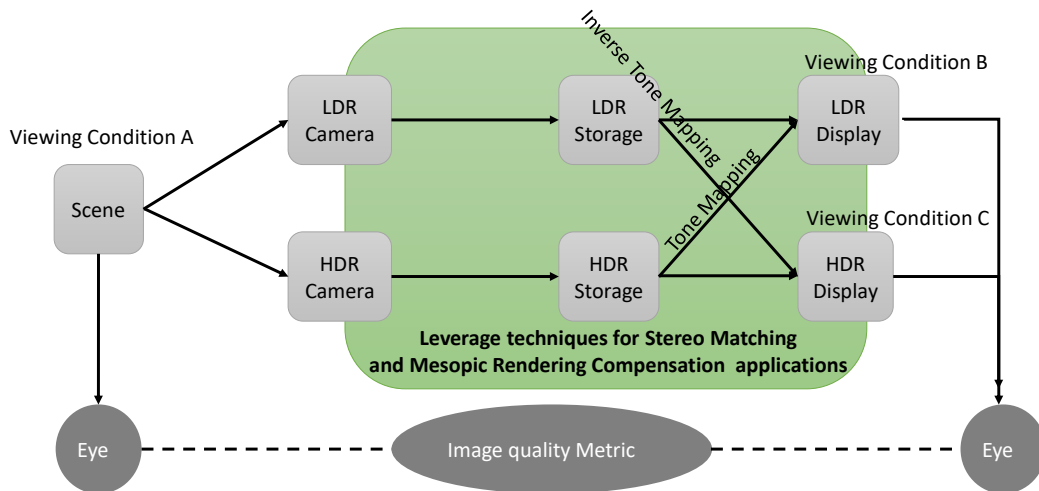 Viewing Condition A
Scene
LDR
Camera
HDR
Camera
LDR
Storage
HDR
Storage
Inverse Tone Mapping
Tone Mapping
Viewing Condition B
LDR
Display
Viewing Condition C
HDR
Display
Leverage techniques for Stereo Matching
and Mesopic Rendering Compensation applications
Eye
Image quality Metric
Eye